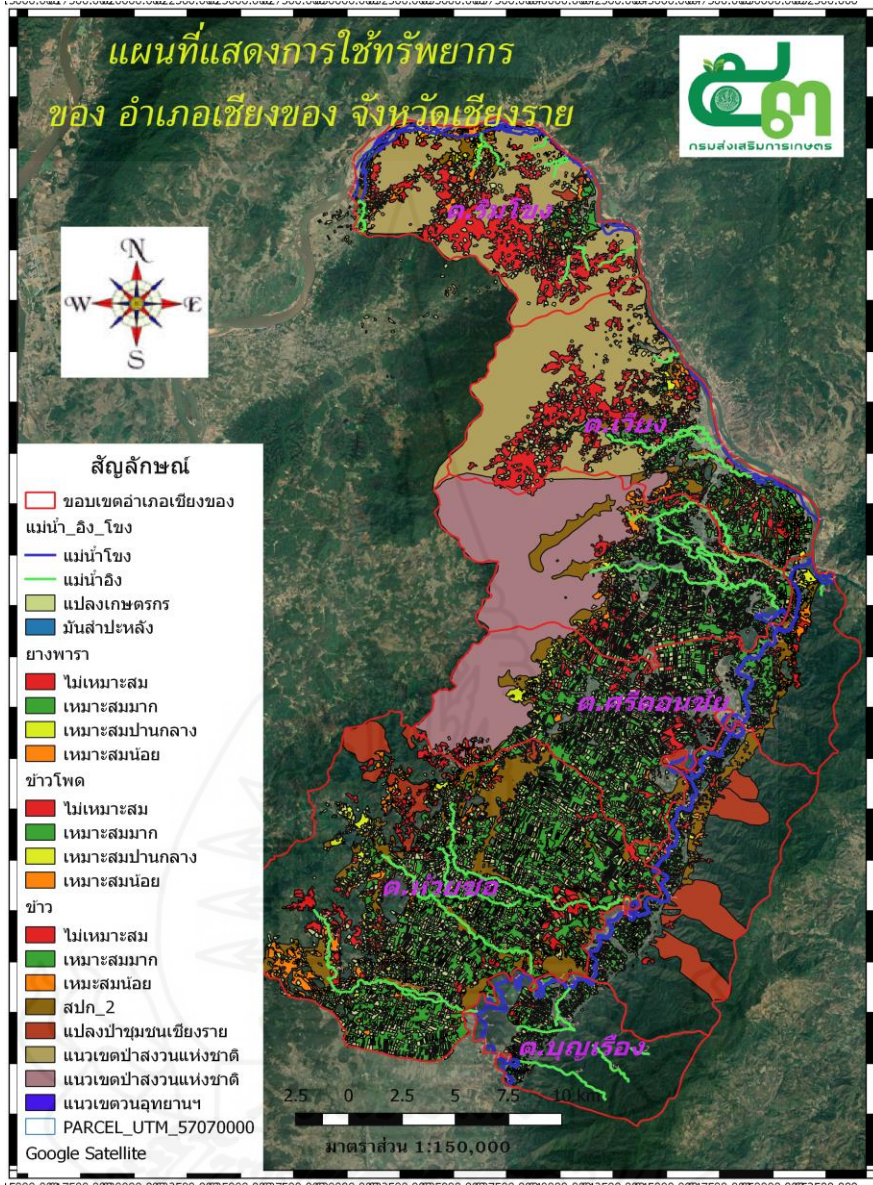 แผนที่แสดงการใช้ทรัพยากร
ของ อำเภอเชียงของ จังหวัดเชียงราย
กรมส่งเสริมการเกษตร
N
W E
S
ต.ริมโขง
ต.เวียง
ต.ศรีดอนชัย
ต.ห้วยซ้อ
ต.บุญเรือง
สัญลักษณ์
ขอบเขตอำเภอเชียงของ
แม่น้ำ_อิง_โขง
แม่น้ำโขง
แม่น้ำอิง
แปลงเกษตรกร
มันสำปะหลัง
ยางพารา
ไม่เหมาะสม
เหมาะสมมาก
เหมาะสมปานกลาง
เหมาะสมน้อย
ข้าวโพด
ไม่เหมาะสม
เหมาะสมมาก
เหมาะสมปานกลาง
เหมาะสมน้อย
ข้าว
ไม่เหมาะสม
เหมาะสมมาก
เหมะสมน้อย
สปก_2
แปลงป่าชุมชนเชียงราย
แนวเขตป่าสงวนแห่งชาติ
แนวเขตป่าสงวนแห่งชาติ
แนวเขตวนอุทยานฯ
PARCEL_UTM_57070000
Google Satellite
2.5 0 2.5 5 7.5 10 km
มาตราส่วน 1:150,000